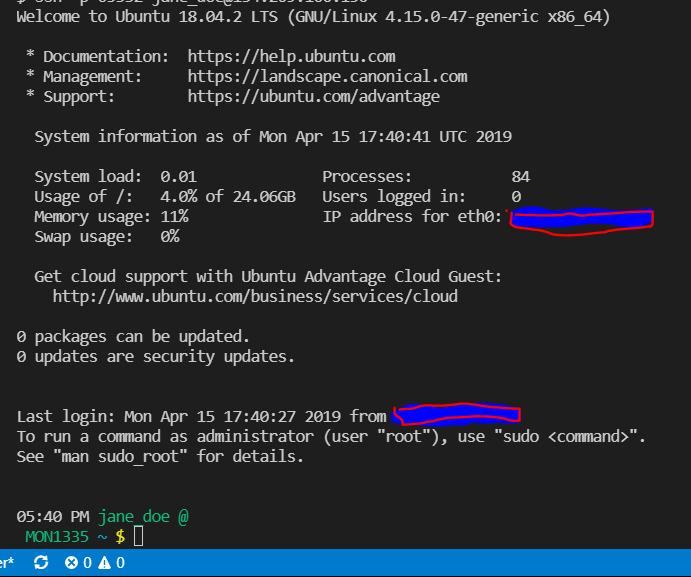 Welcome to Ubuntu 18.04.2 LTS (GNU/Linux 4.15.0-47-generic x86_64)
* Documentation: https://help.ubuntu.com
* Management: https://landscape.canonical.com
* Support: https://ubuntu.com/advantage
System information as of Mon Apr 15 17:40:41 UTC 2019
System load: 0.01 Processes: 84
Usage of /: 4.0% of 24.06GB Users logged in: 0
Memory usage: 11% IP address for eth0:
Swap usage: 0%
Get cloud support with Ubuntu Advantage Cloud Guest:
http://www.ubuntu.com/business/services/cloud
0 packages can be updated.
0 updates are security updates.
Last login: Mon Apr 15 17:40:27 2019 from
To run a command as administrator (user "root"), use "sudo <command>".
See "man sudo_root" for details.
05:40 PM jane_doe @
MON1335 ~ $
er* 0 0